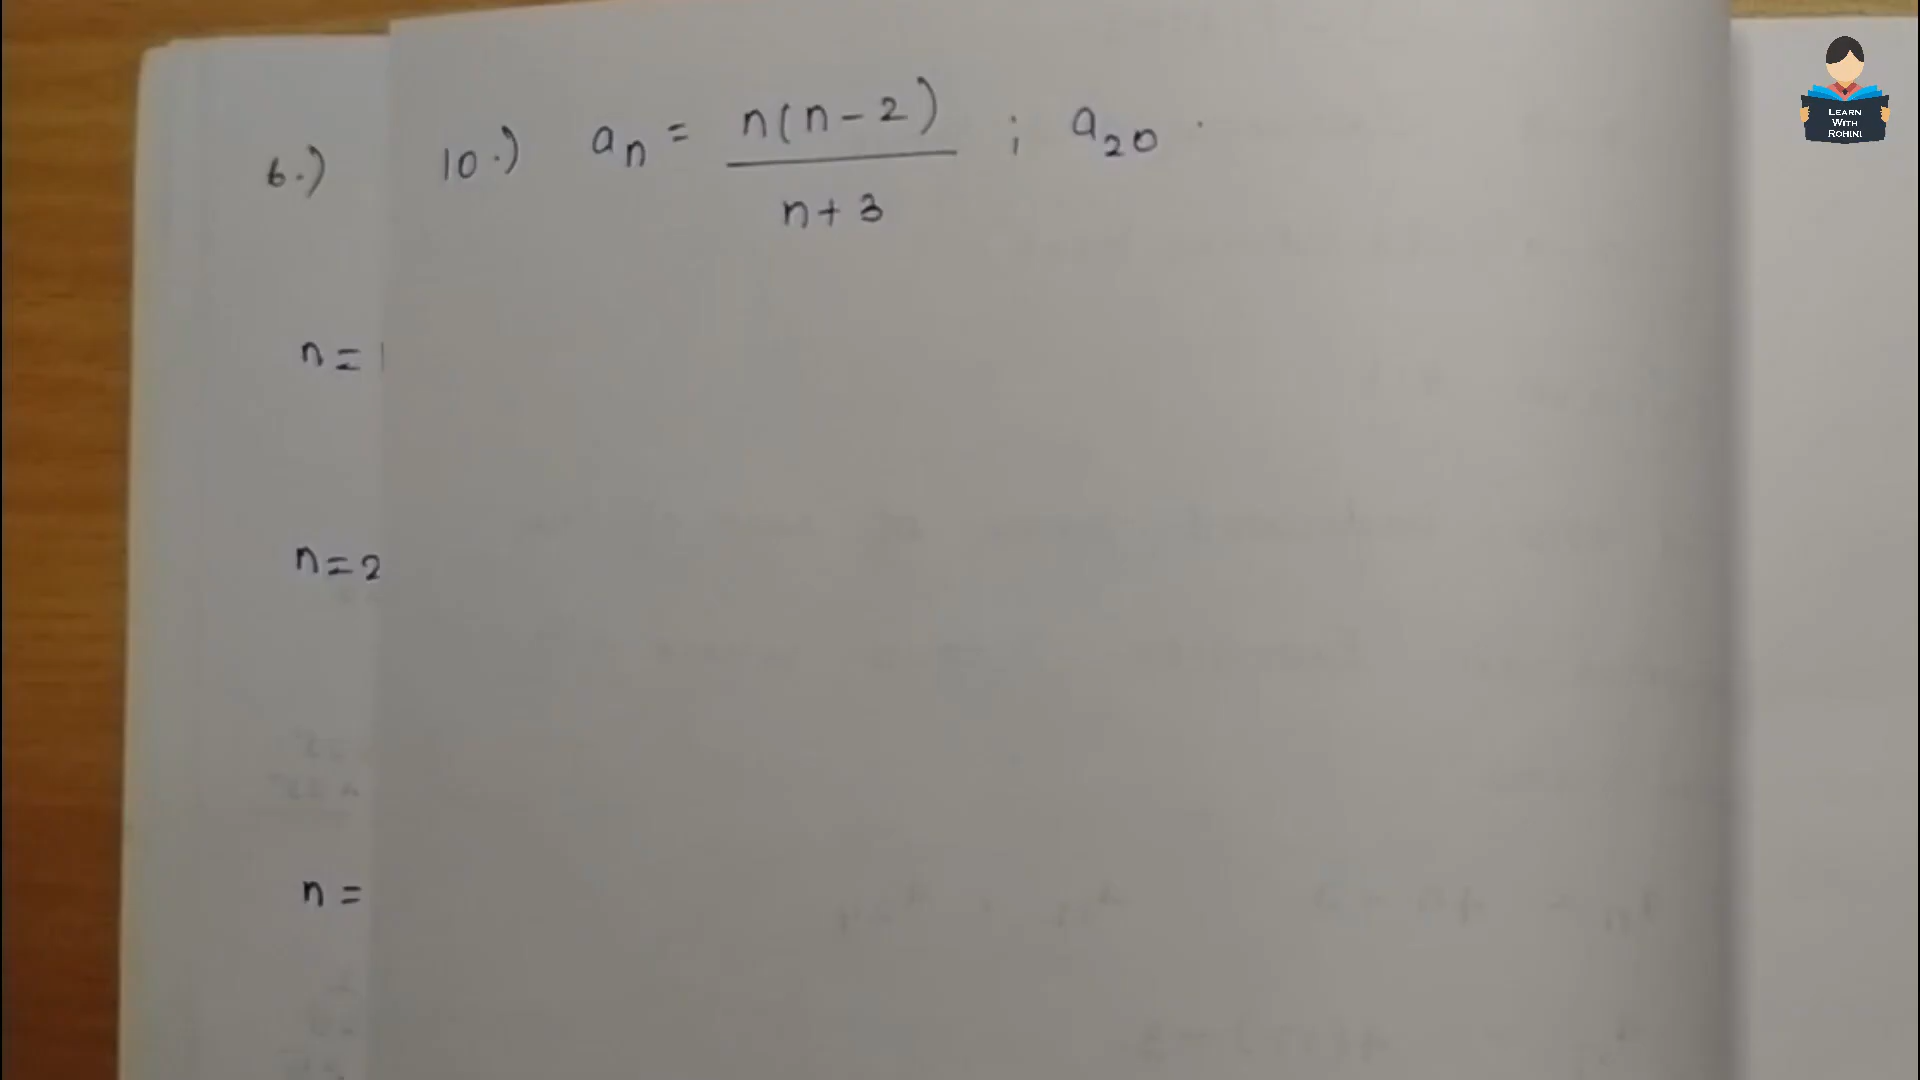 6.)
10.) an = n(n-2) / n+3 ; a20.
n = 1
n = 2
n =
LEARN
WITH
ROHINI